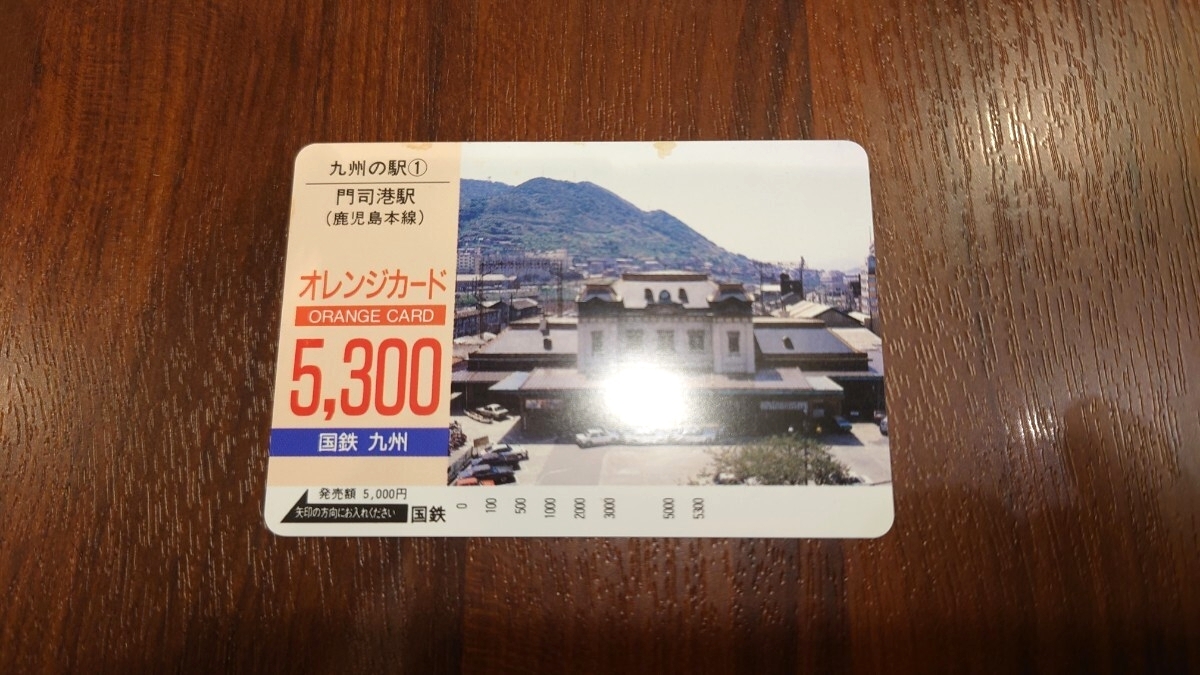 九州の駅①
門司港駅
(鹿児島本線)
オレンジカード
ORANGE CARD
5,300
国鉄 九州
発売額 5,000円
矢印の方向にお入れください 国鉄
0 100 500 1000 2000 3000 5000 5300